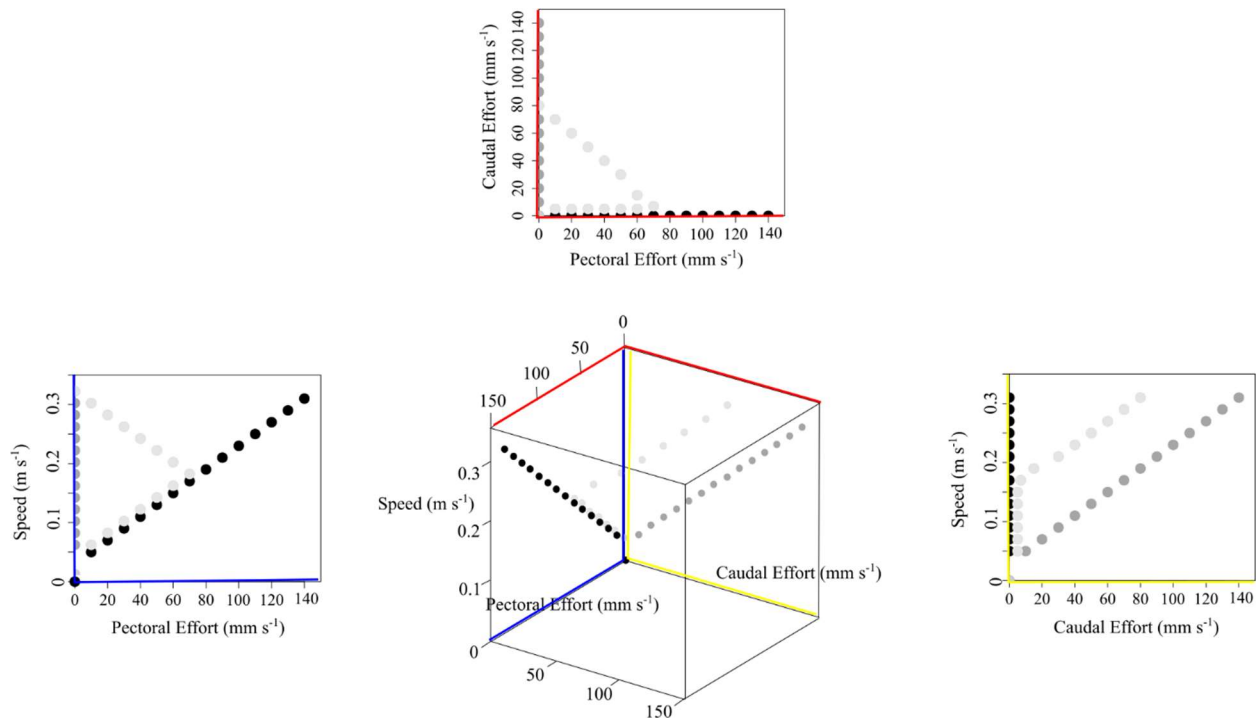 Caudal Effort (mm s⁻¹)
0 20 40 60 80 100 120 140
0 20 40 60 80 100 120 140
Pectoral Effort (mm s⁻¹)
Speed (m s⁻¹)
0 0.1 0.2 0.3
0 20 40 60 80 100 120 140
Pectoral Effort (mm s⁻¹)
0
50
100
150
0.3
Speed (m s⁻¹)
0.2
0.1
Caudal Effort (mm s⁻¹)
Pectoral Effort (mm s⁻¹)
0
50
100
150
Speed (m s⁻¹)
0 0.1 0.2 0.3
0 20 40 60 80 100 120 140
Caudal Effort (mm s⁻¹)